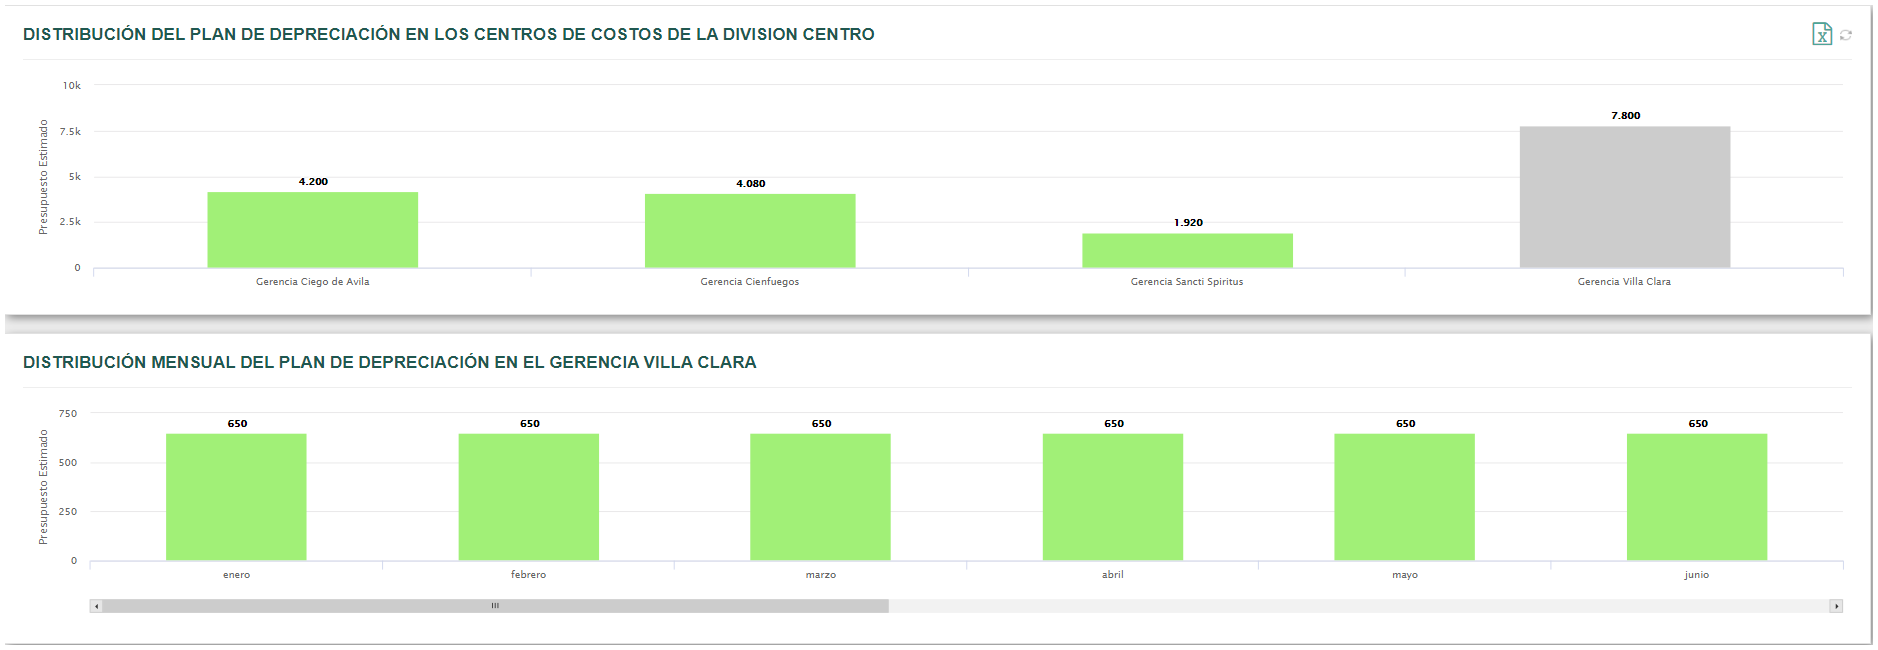 DISTRIBUCIÓN DEL PLAN DE DEPRECIACIÓN EN LOS CENTROS DE COSTOS DE LA DIVISION CENTRO
X
Presupuesto Estimado
10k
7.5k
5k
2.5k
0
4.200
4.080
1.920
7.800
Gerencia Ciego de Avila
Gerencia Cienfuegos
Gerencia Sancti Spiritus
Gerencia Villa Clara
DISTRIBUCIÓN MENSUAL DEL PLAN DE DEPRECIACIÓN EN EL GERENCIA VILLA CLARA
Presupuesto Estimado
750
500
250
0
650
650
650
650
650
650
enero
febrero
marzo
abril
mayo
junio